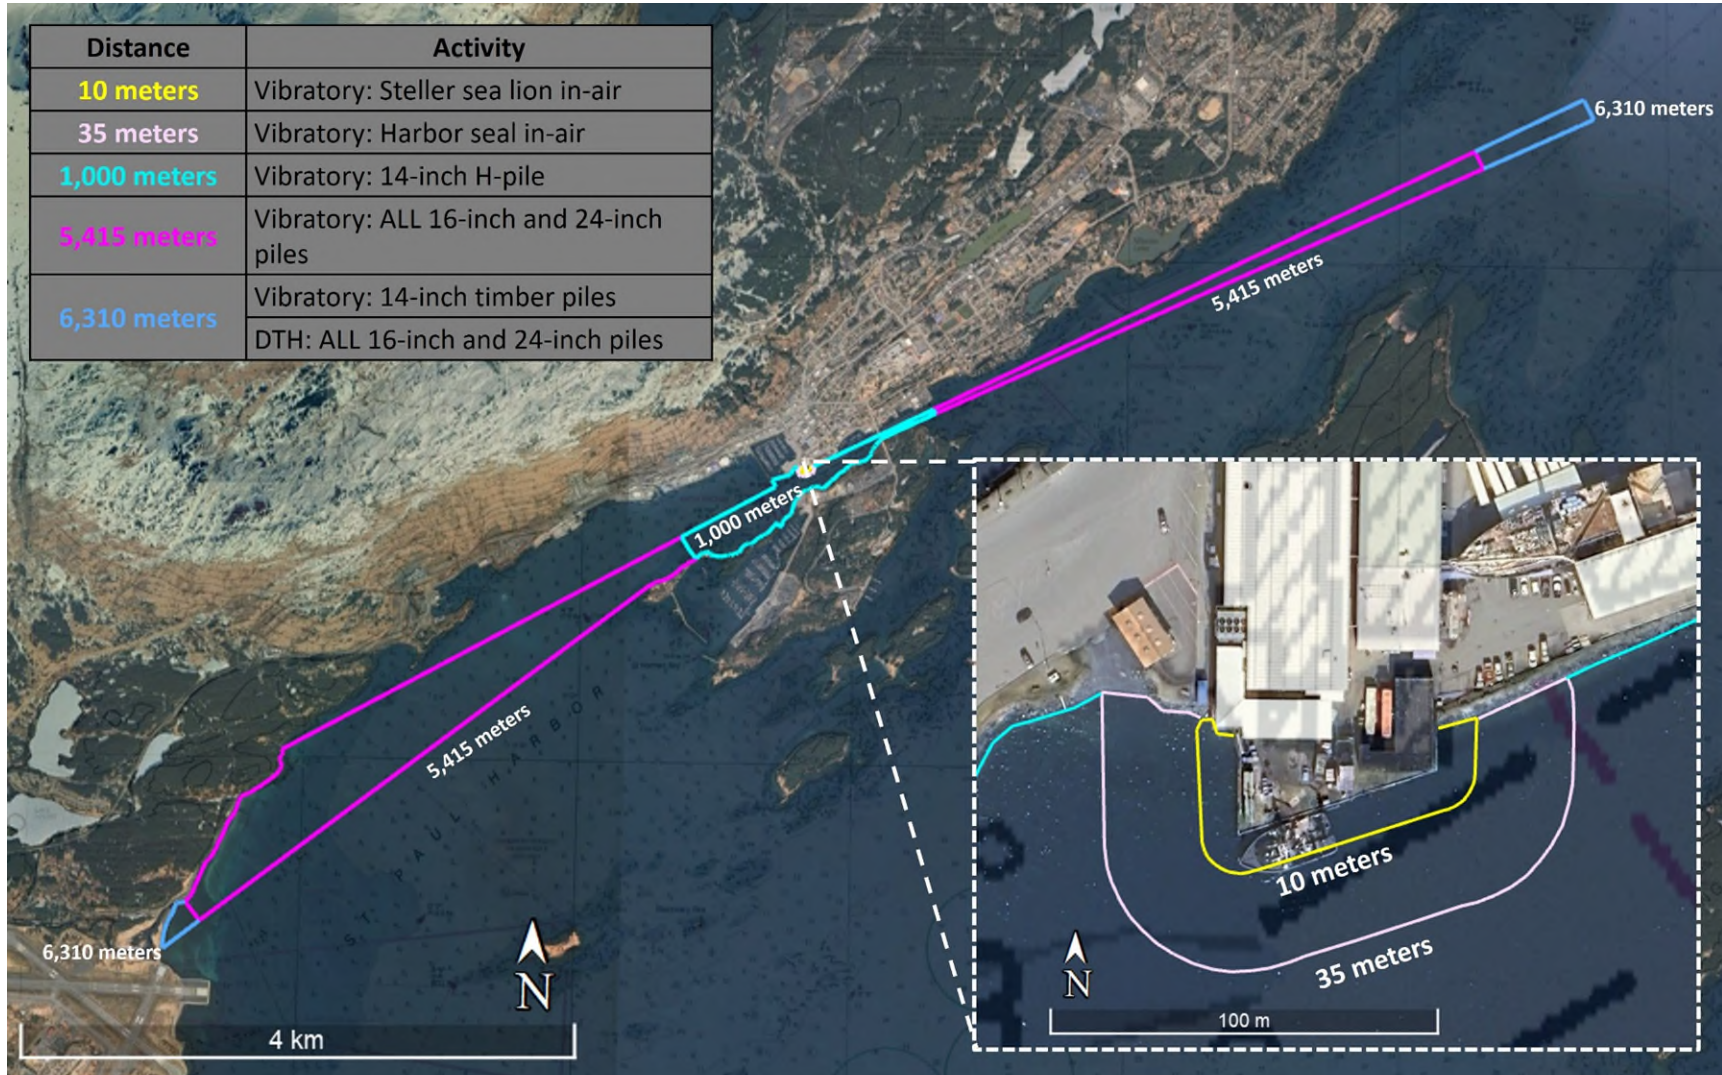 Distance Activity
10 meters Vibratory: Steller sea lion in-air
35 meters Vibratory: Harbor seal in-air
1,000 meters Vibratory: 14-inch H-pile
5,415 meters Vibratory: ALL 16-inch and 24-inch
piles
6,310 meters Vibratory: 14-inch timber piles
DTH: ALL 16-inch and 24-inch piles
6,310 meters
5,415 meters
1,000 meters
5,415 meters
ST. PAUL HARBOR
6,310 meters
N
4 km
10 meters
35 meters
N
100 m